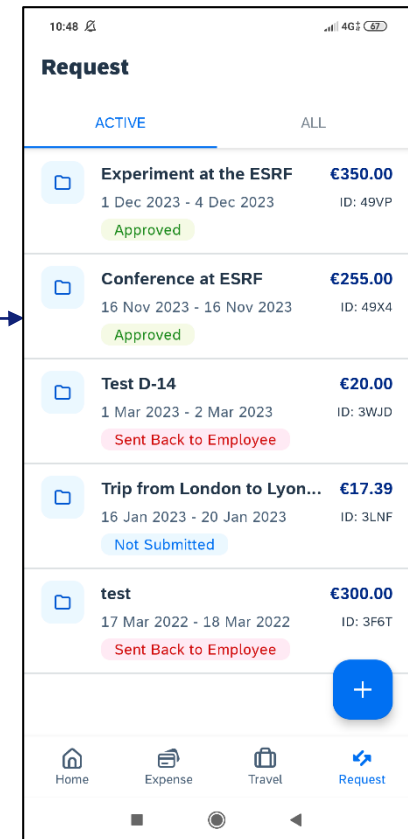 10:48 4G 67
Request
ACTIVE ALL
Experiment at the ESRF €350.00
1 Dec 2023 - 4 Dec 2023 ID: 49VP
Approved
Conference at ESRF €255.00
16 Nov 2023 - 16 Nov 2023 ID: 49X4
Approved
Test D-14 €20.00
1 Mar 2023 - 2 Mar 2023 ID: 3WJD
Sent Back to Employee
Trip from London to Lyon... €17.39
16 Jan 2023 - 20 Jan 2023 ID: 3LNF
Not Submitted
test €300.00
17 Mar 2022 - 18 Mar 2022 ID: 3F6T
Sent Back to Employee
+
Home Expense Travel Request